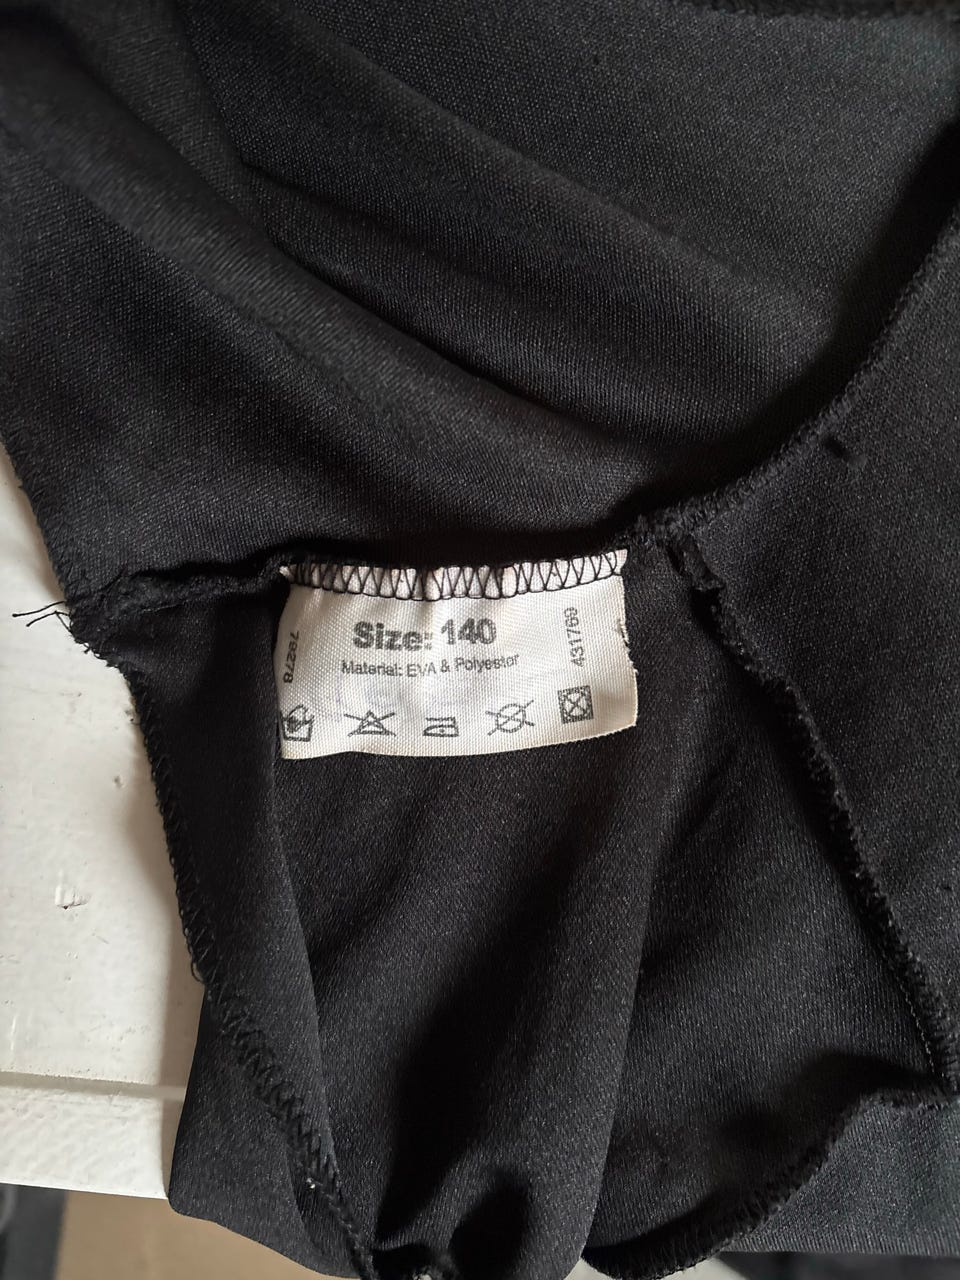 Size: 140
Material: EVA & Polyester
79278
431769